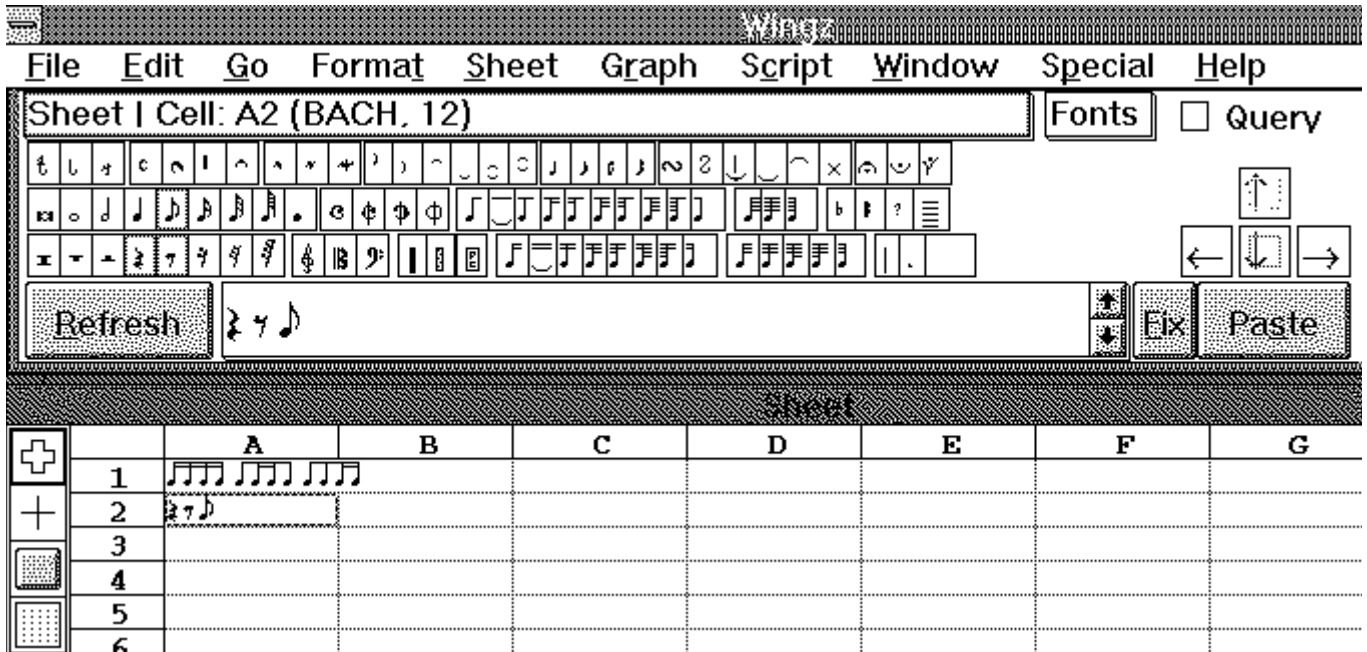 Wingz
File Edit Go Format Sheet Graph Script Window Special Help
Sheet | Cell: A2 (BACH, 12) Fonts Query
Refresh Fix Paste
Sheet
A B C D E F G
1
2
3
4
5
6